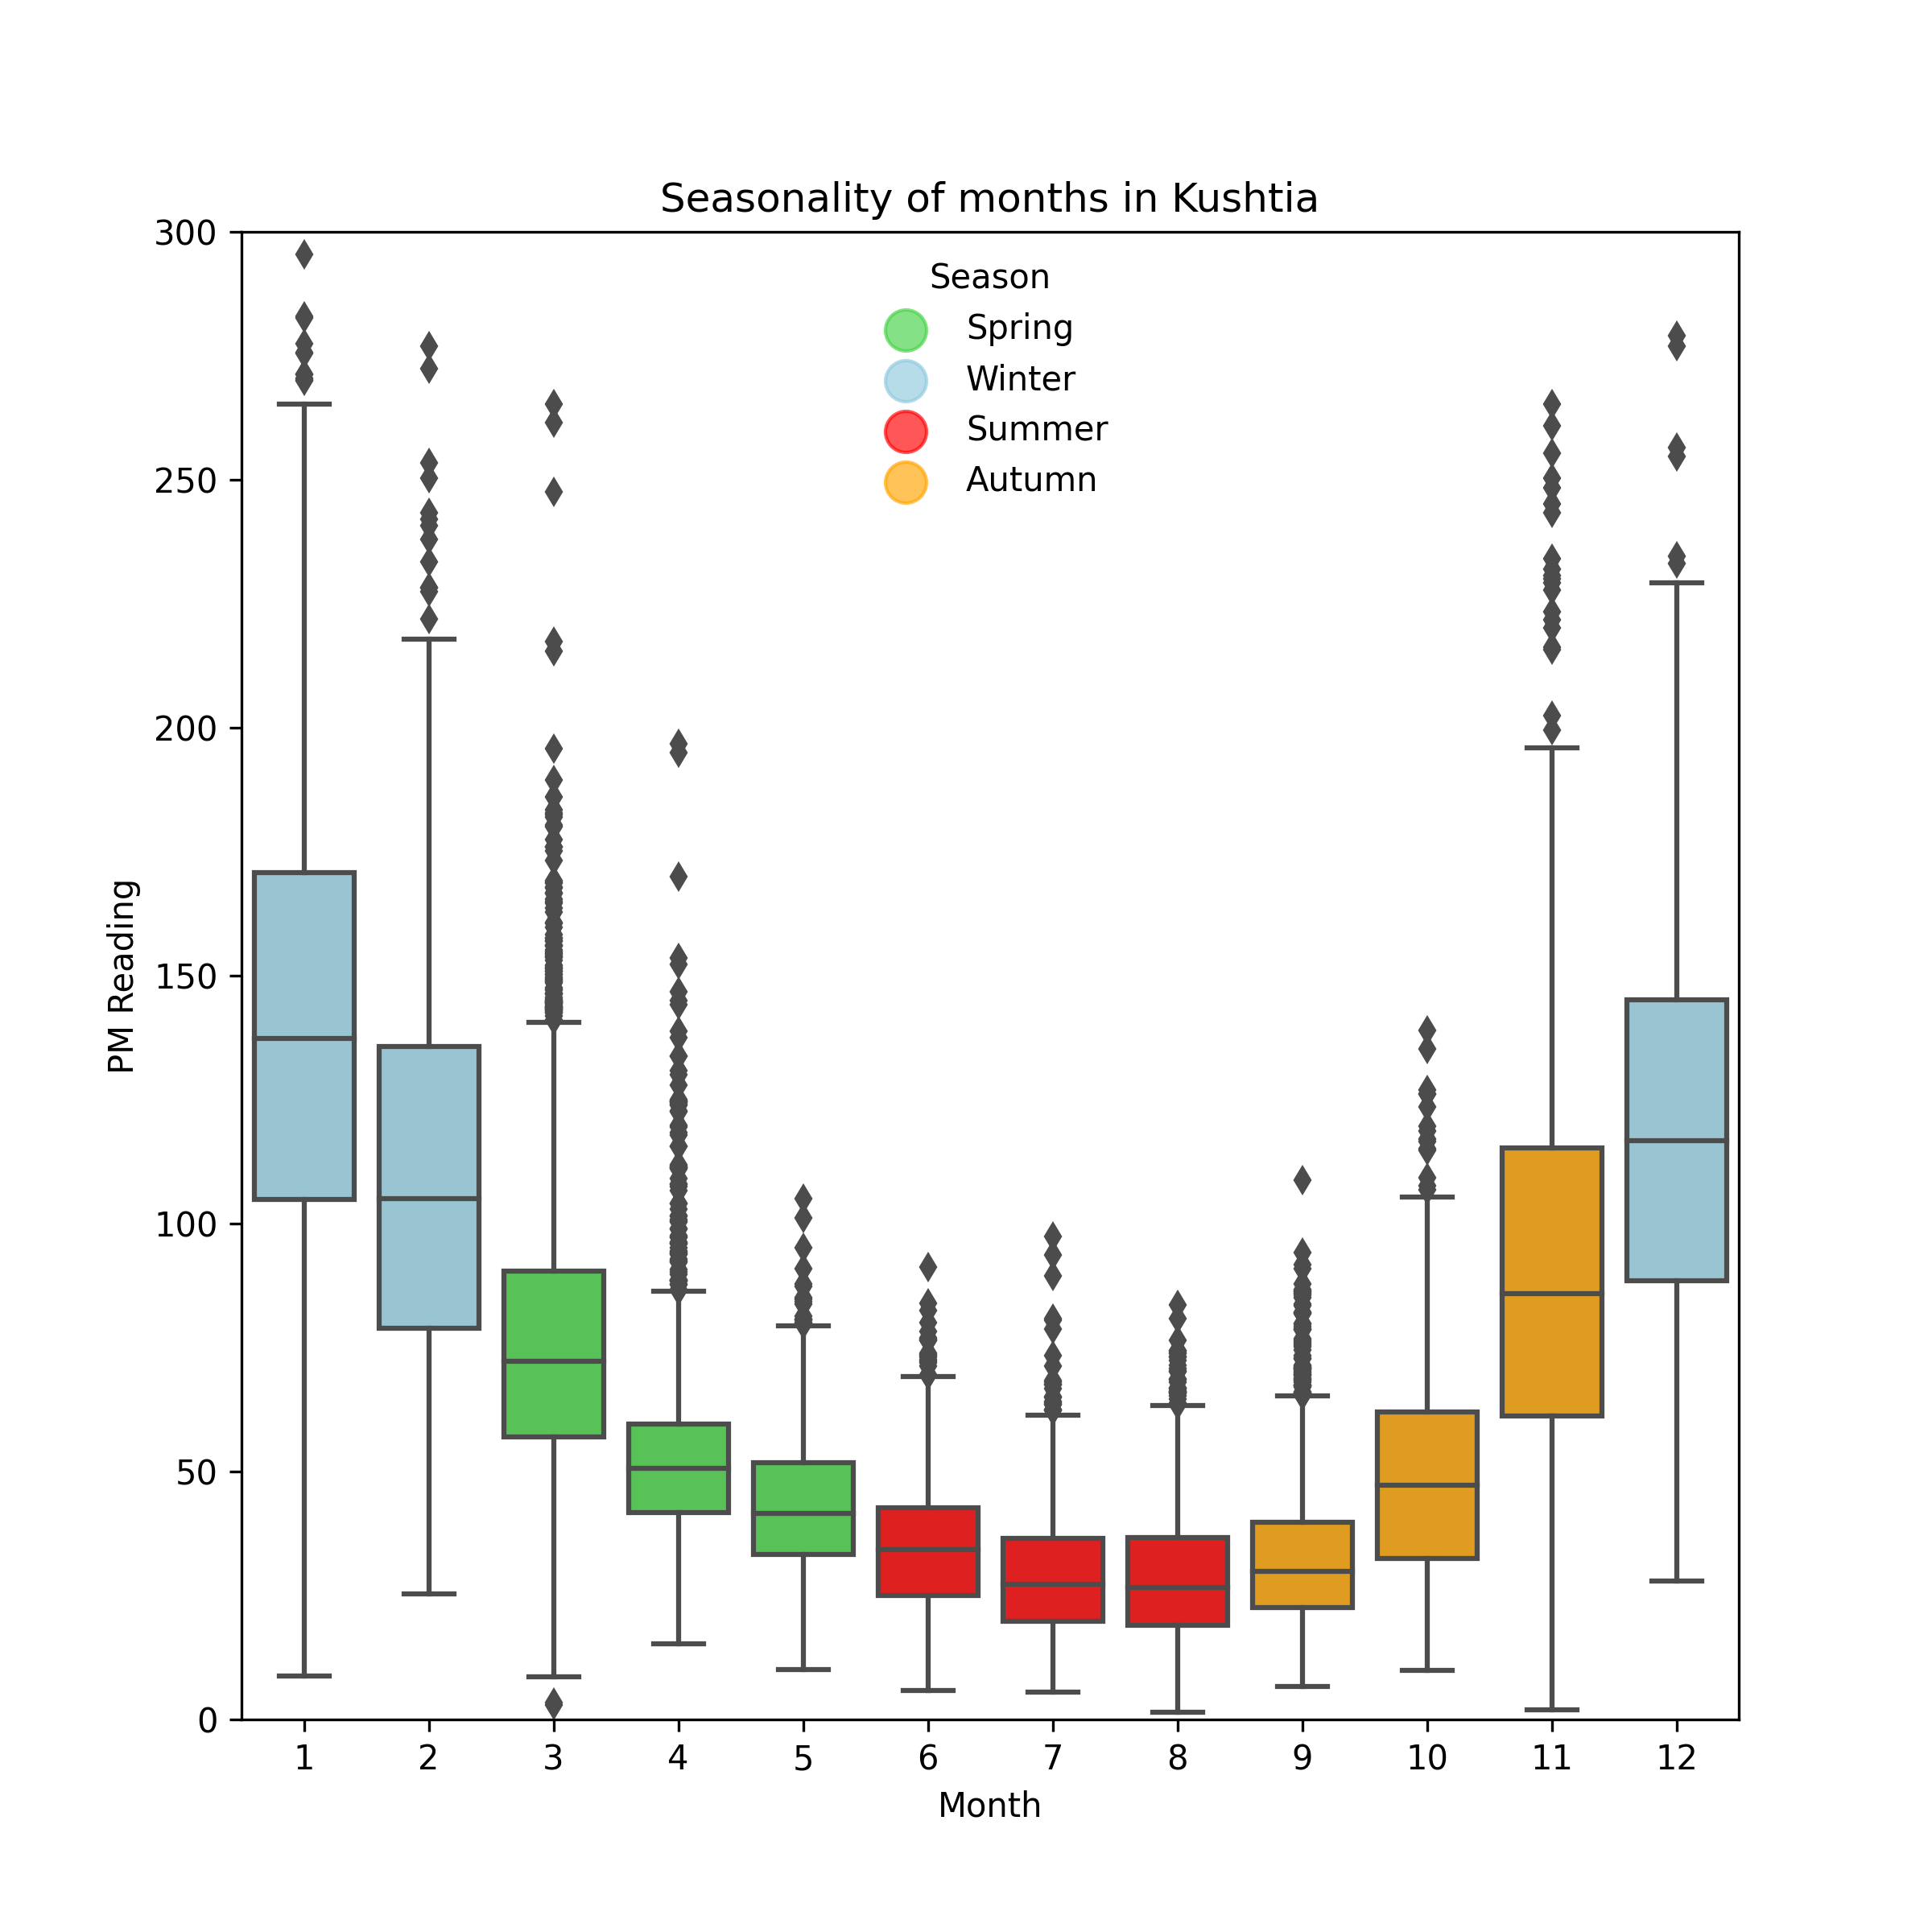 Seasonality of months in Kushtia
Season
Spring
Winter
Summer
Autumn
300
250
200
150
100
50
0
PM Reading
1 2 3 4 5 6 7 8 9 10 11 12
Month